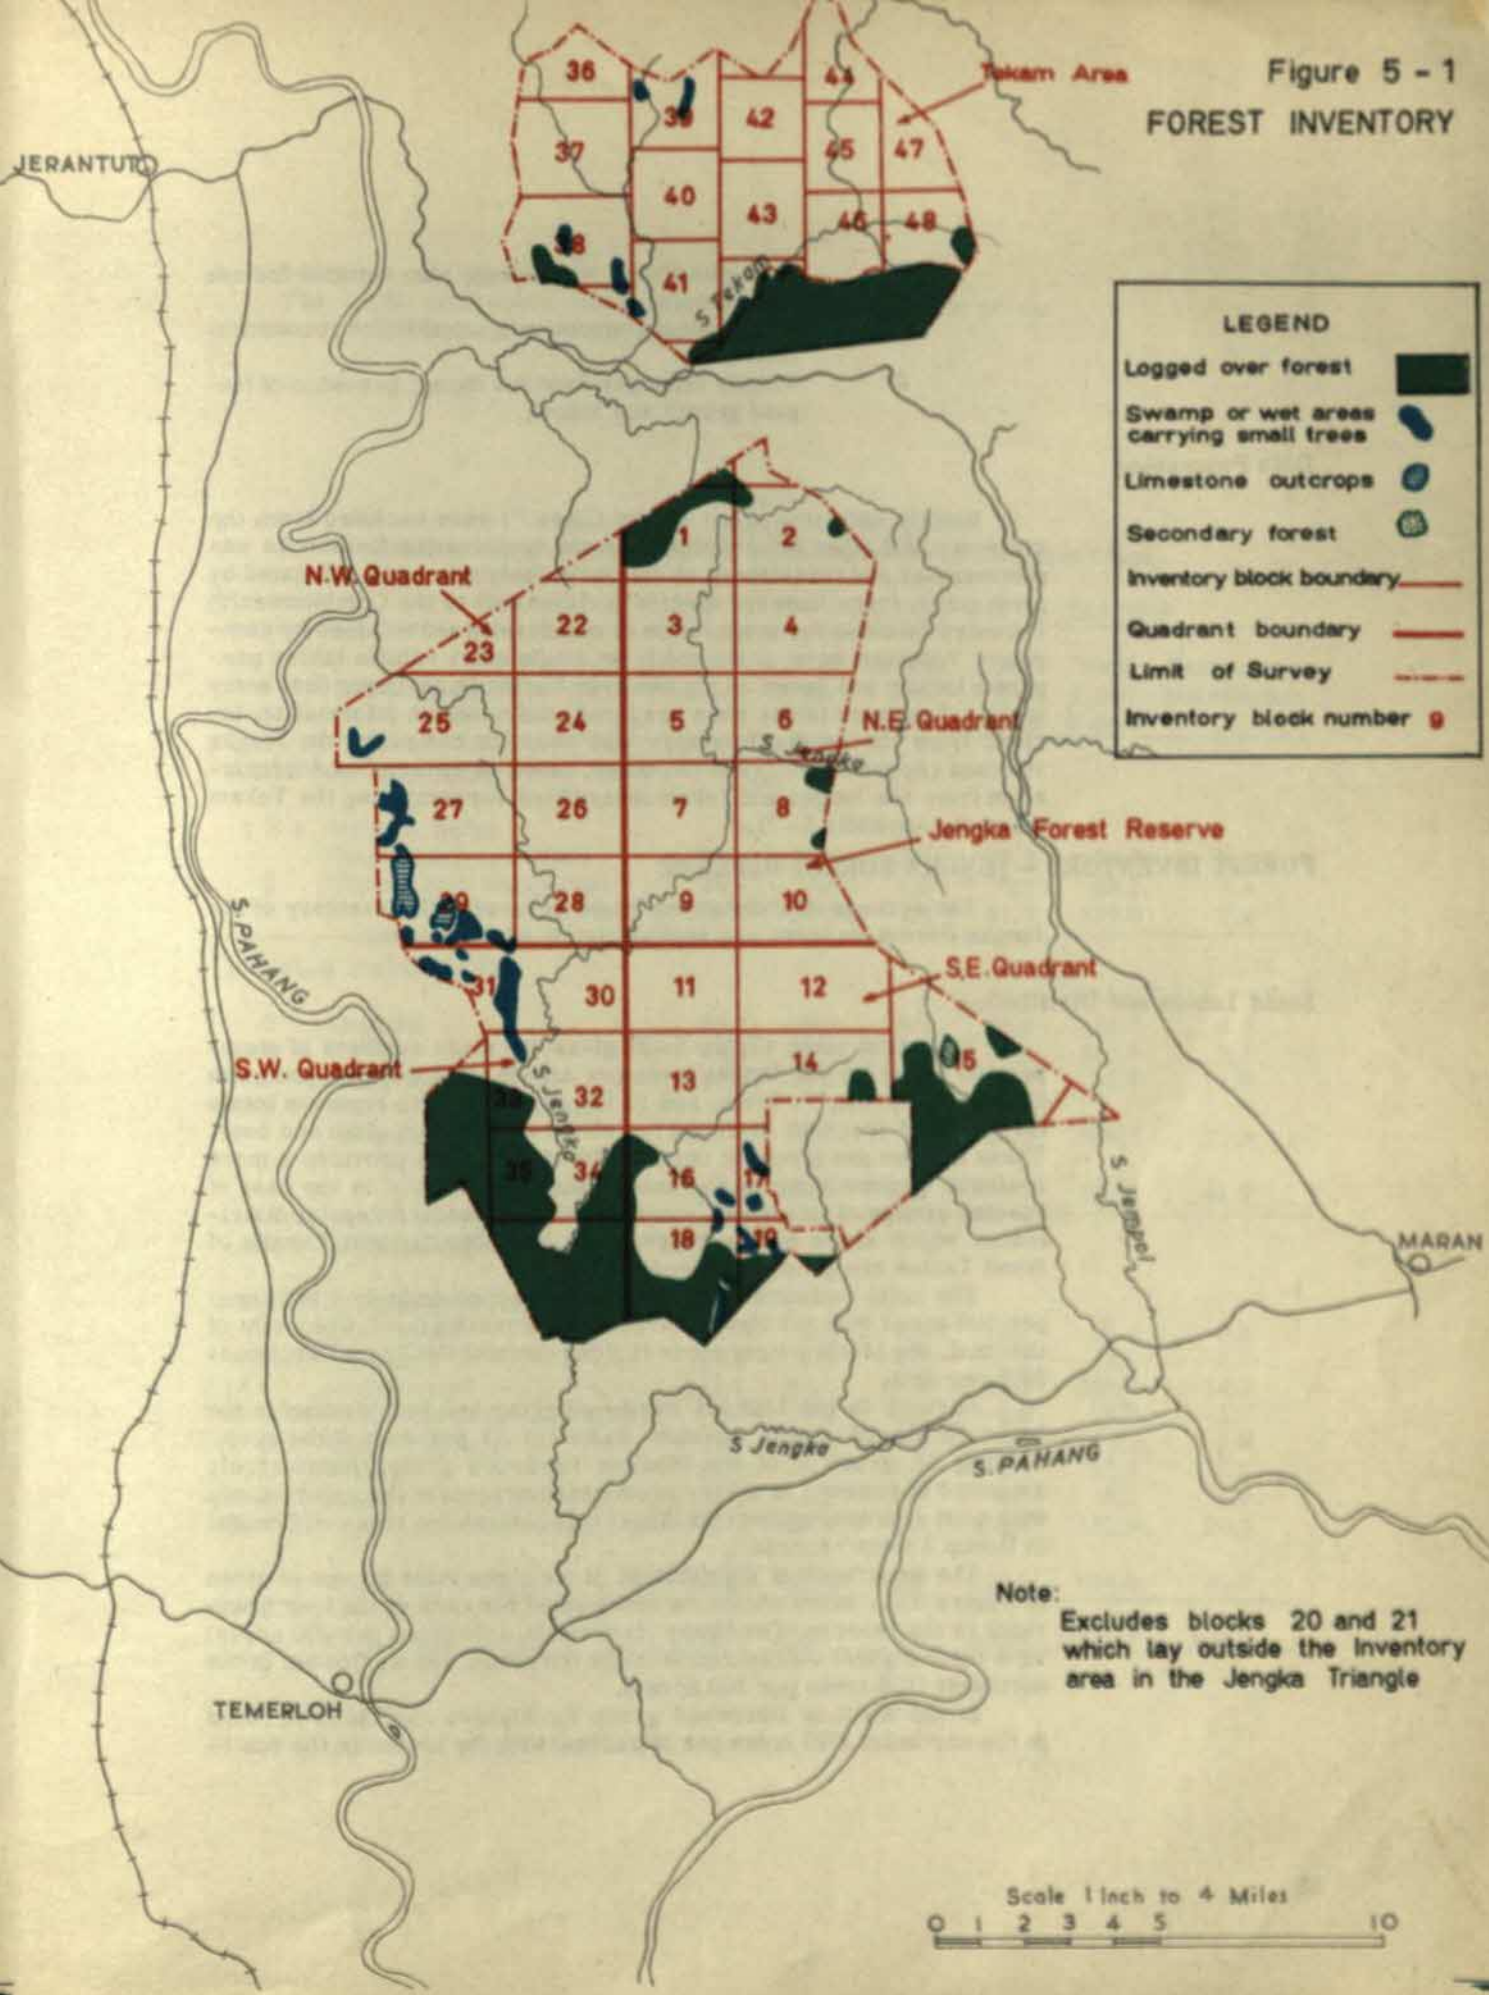 Figure 5 - 1
FOREST INVENTORY
Tekam Area
JERANTUT
36
37
38
39
40
41
42
43
44
45
46
47
48
S Tekam
LEGEND
Logged over forest
Swamp or wet areas
carrying small trees
Limestone outcrops
Secondary forest
Inventory block boundary
Quadrant boundary
Limit of Survey
Inventory block number 9
N.W. Quadrant
1
2
22
3
4
23
25
24
5
6
N.E. Quadrant
S Jengka
27
26
7
8
Jengka Forest Reserve
29
28
9
10
S.PAHANG
S.E. Quadrant
31
30
11
12
S.W. Quadrant
S Jengka
33
32
13
14
15
35
34
16
17
18
19
S Jempol
MARAN
S Jengka
S.PAHANG
TEMERLOH
Note:
Excludes blocks 20 and 21
which lay outside the Inventory
area in the Jengka Triangle
Scale 1 Inch to 4 Miles
0 1 2 3 4 5 10